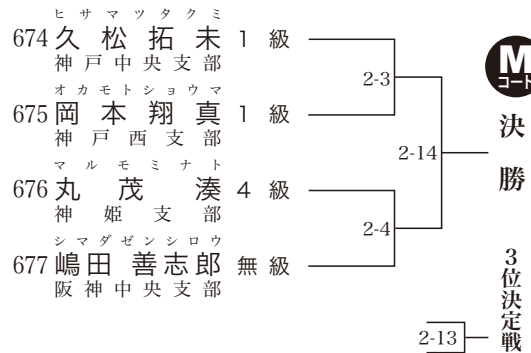 ヒサマツタクミ
674 久松拓未 1級
神戸中央支部
オカモトショウマ
675 岡本翔真 1級
神戸西支部
マルモミナト
676 丸茂湊 4級
神姫支部
シマダゼンシロウ
677 嶋田善志郎 無級
阪神中央支部
2-3
2-4
2-14
M
コート
決勝
3位決定戦
2-13